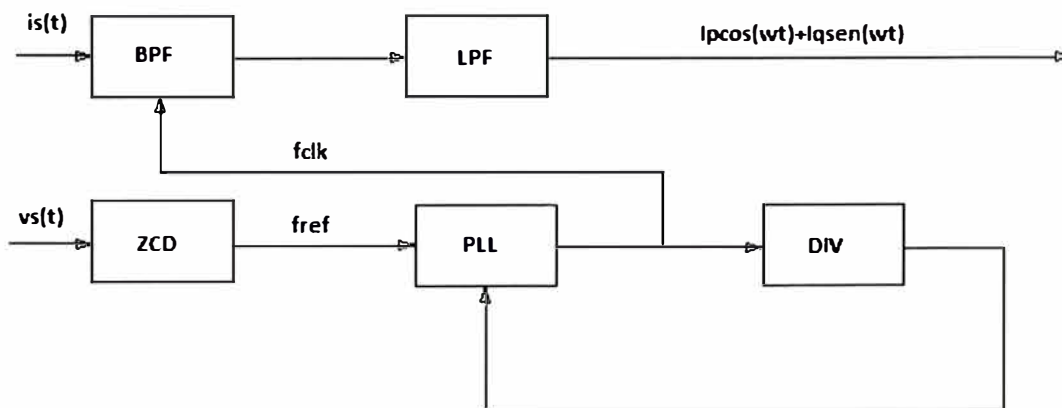 is(t)
BPF
LPF
Ipcos(wt)+Iqsen(wt)
fclk
vs(t)
ZCD
fref
PLL
DIV